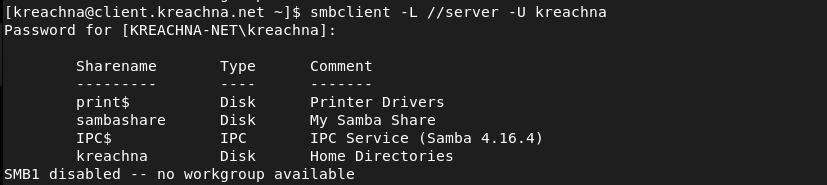 [kreachna@client.kreachna.net ~]$ smbclient -L //server -U kreachna
Password for [KREACHNA-NET\kreachna]:
Sharename Type Comment
--------- ---- -------
print$ Disk Printer Drivers
sambashare Disk My Samba Share
IPC$ IPC IPC Service (Samba 4.16.4)
kreachna Disk Home Directories
SMB1 disabled -- no workgroup available